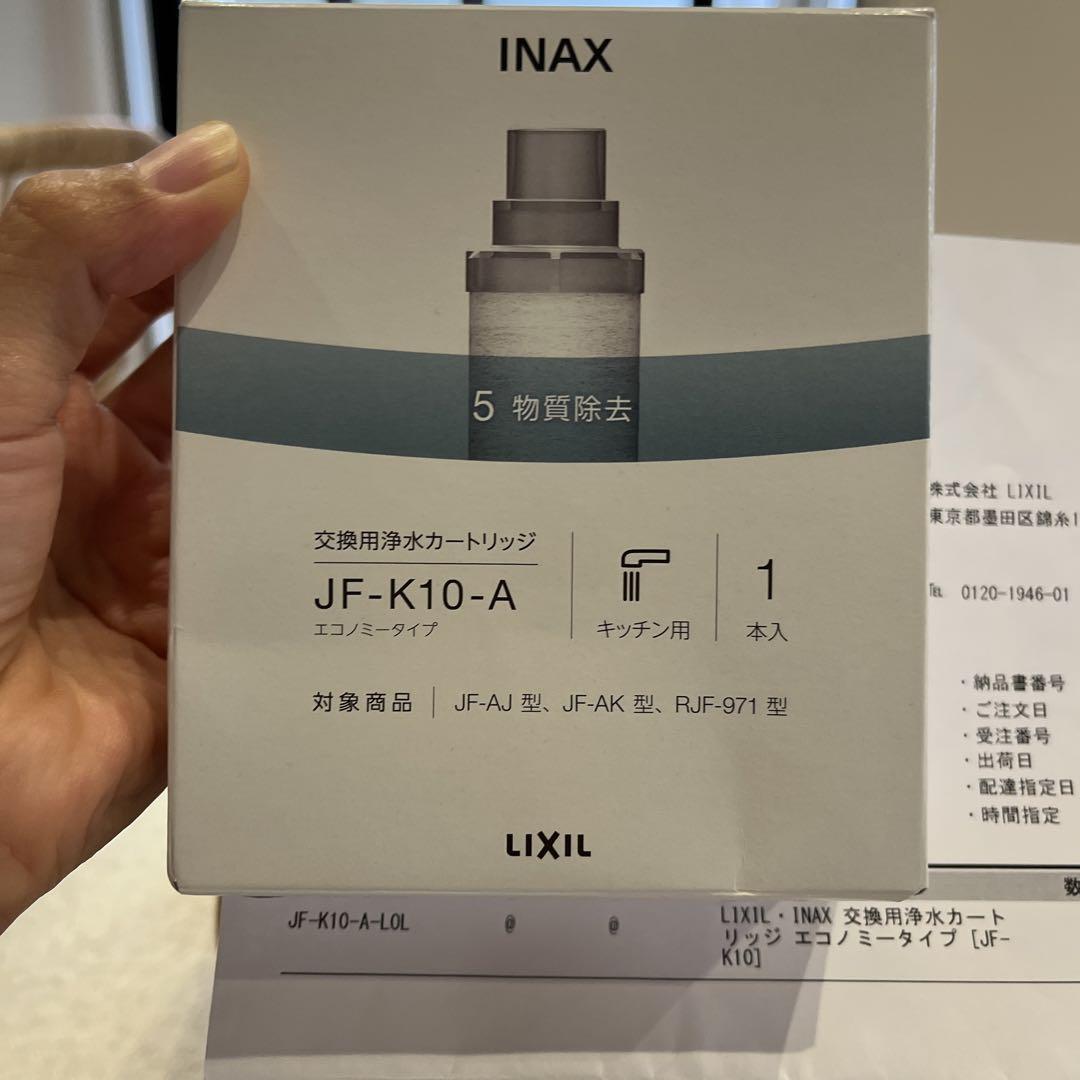 INAX
5 物質除去
交換用浄水カートリッジ
JF-K10-A
エコノミータイプ
キッチン用
1
本入
対象商品 JF-AJ 型、JF-AK 型、RJF-971 型
LIXIL
株式会社 LIXIL
東京都墨田区錦糸1
TEL 0120-1946-01
・納品書番号
・ご注文日
・受注番号
・出荷日
・配達指定日
・時間指定
数
JF-K10-A-LOL @ @ LIXIL・INAX 交換用浄水カート
リッジ エコノミータイプ [JF-
K10]